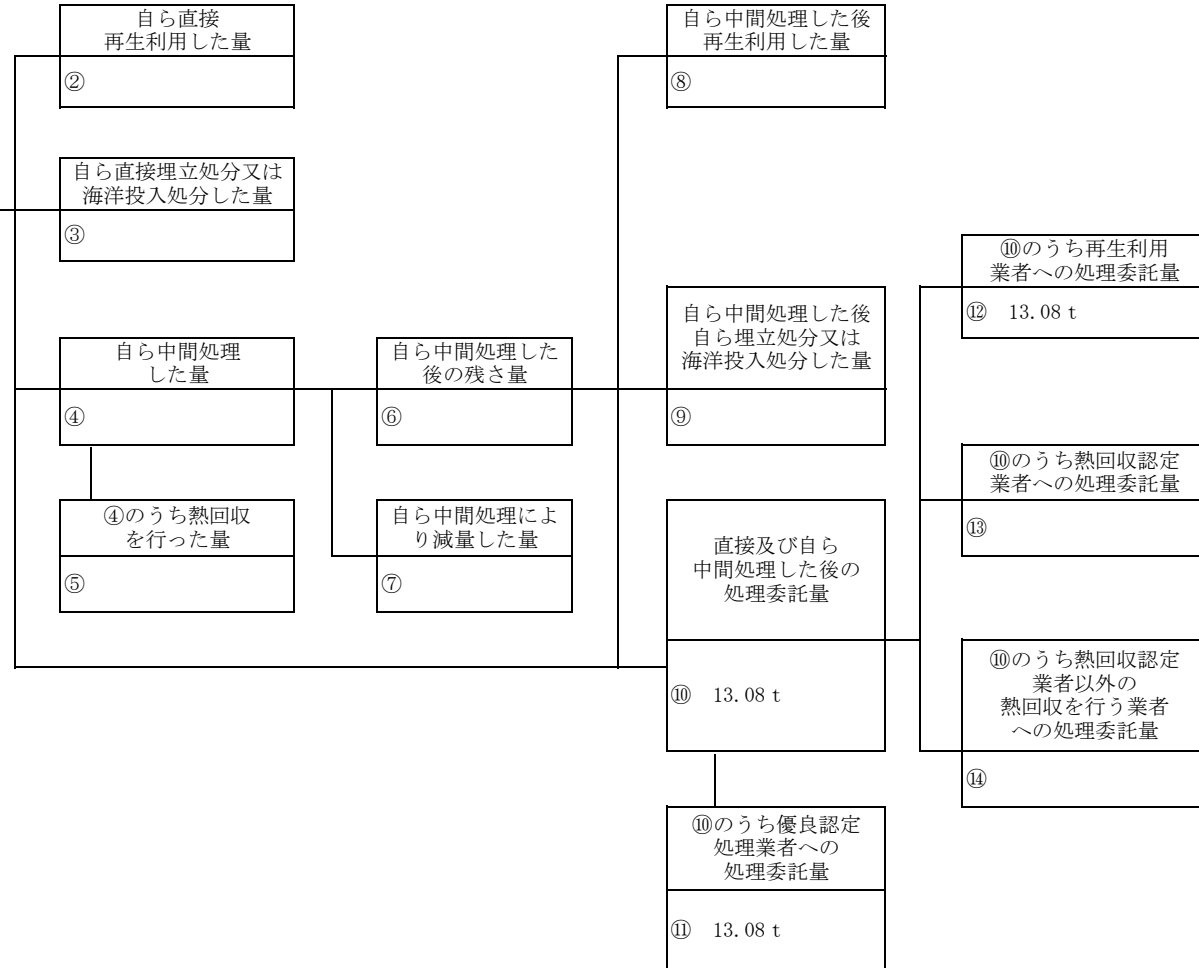 自ら直接
再生利用した量
②
自ら直接埋立処分又は
海洋投入処分した量
③
自ら中間処理
した量
④
④のうち熱回収
を行った量
⑤
自ら中間処理した
後の残さ量
⑥
自ら中間処理によ
り減量した量
⑦
自ら中間処理した後
再生利用した量
⑧
自ら中間処理した後
自ら埋立処分又は
海洋投入処分した量
⑨
直接及び自ら
中間処理した後の
処理委託量
⑩ 13.08 t
⑩のうち優良認定
処理業者への
処理委託量
⑪ 13.08 t
⑩のうち再生利用
業者への処理委託量
⑫ 13.08 t
⑩のうち熱回収認定
業者への処理委託量
⑬
⑩のうち熱回収認定
業者以外の
熱回収を行う業者
への処理委託量
⑭